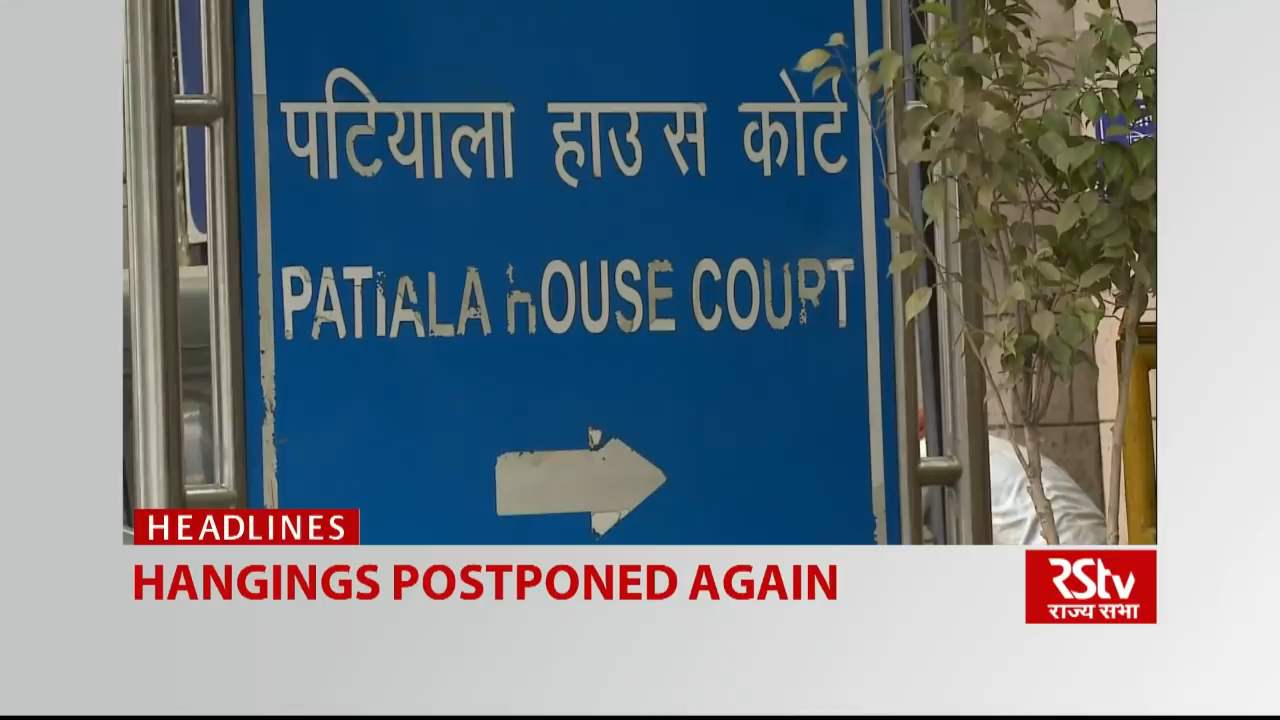 पटियाला हाउस कोर्ट
PATIALA HOUSE COURT
HEADLINES
HANGINGS POSTPONED AGAIN
RSTV
राज्य सभा